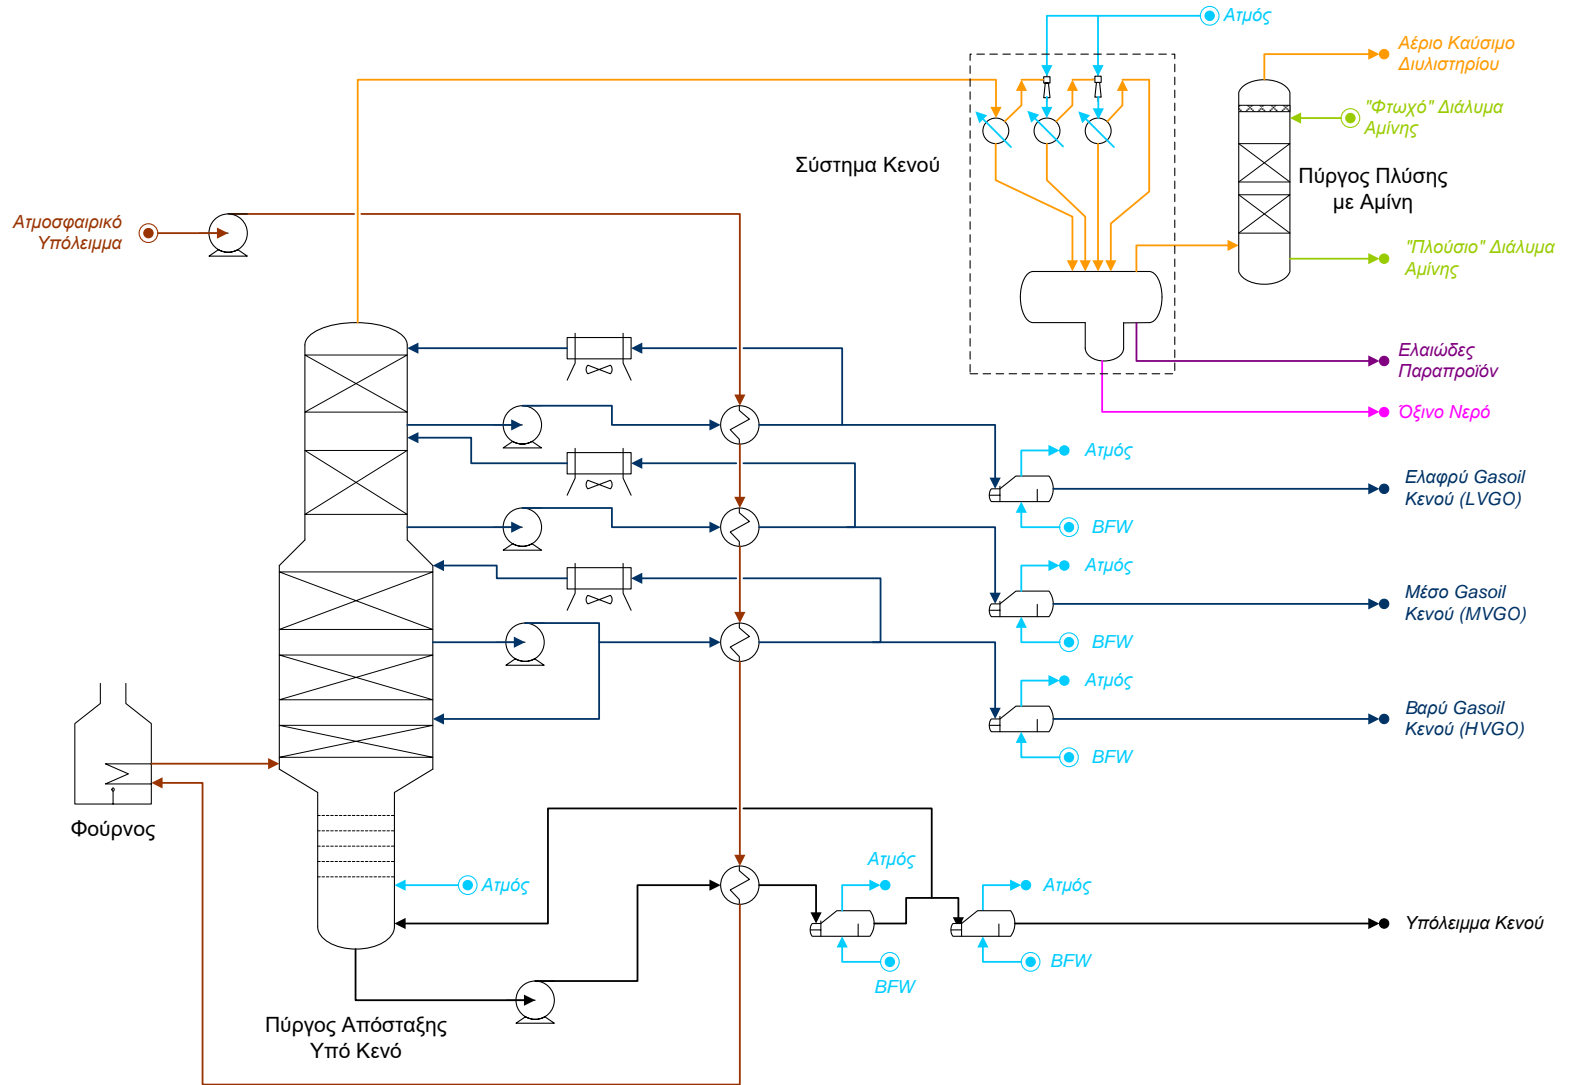 Ατμός
Αέριο Καύσιμο
Διυλιστηρίου
"Φτωχό" Διάλυμα
Αμίνης
Σύστημα Κενού
Πύργος Πλύσης
με Αμίνη
Ατμοσφαιρικό
Υπόλειμμα
"Πλούσιο" Διάλυμα
Αμίνης
Ελαιώδες
Παραπροϊόν
Όξινο Νερό
Ατμός
Ελαφρύ Gasoil
Κενού (LVGO)
BFW
Ατμός
Μέσο Gasoil
Κενού (MVGO)
BFW
Ατμός
Βαρύ Gasoil
Κενού (HVGO)
BFW
Φούρνος
Ατμός
Ατμός
Ατμός
Υπόλειμμα Κενού
BFW
BFW
Πύργος Απόσταξης
Υπό Κενό